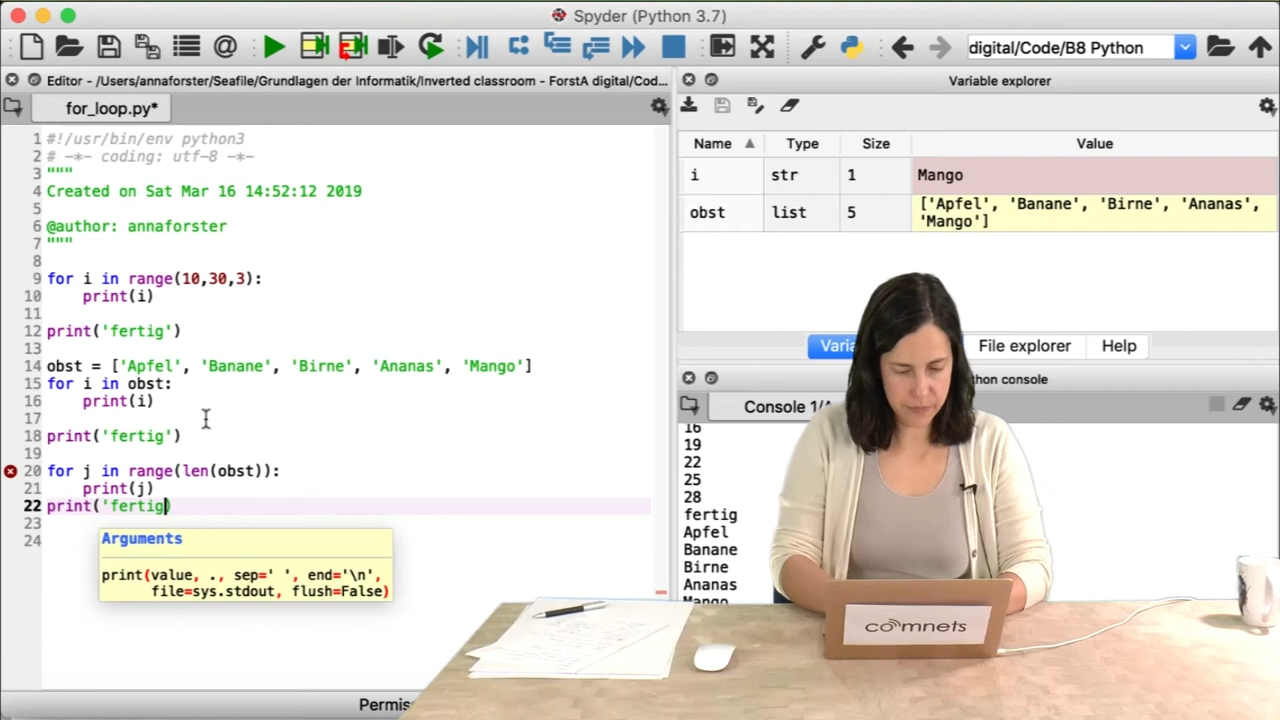 Spyder (Python 3.7)
digital/Code/B8 Python
Editor - /Users/annaforster/Seafile/Grundlagen der Informatik/Inverted classroom - ForstA digital/Cod...
for_loop.py*
1 #!/usr/bin/env python3
2 # -*- coding: utf-8 -*-
3 """
4 Created on Sat Mar 16 14:52:12 2019
5
6 @author: annaforster
7 """
8
9 for i in range(10,30,3):
10     print(i)
11
12 print('fertig')
13
14 obst = ['Apfel', 'Banane', 'Birne', 'Ananas', 'Mango']
15 for i in obst:
16     print(i)
17
18 print('fertig')
19
20 for j in range(len(obst)):
21     print(j)
22 print('fertig)
23
24
Arguments
print(value, ., sep=' ', end='\n',
file=sys.stdout, flush=False)
Variable explorer
Name Type Size Value
i str 1 Mango
obst list 5 ['Apfel', 'Banane', 'Birne', 'Ananas',
'Mango']
File explorer Help
Console 1/A
16
19
22
25
28
fertig
Apfel
Banane
Birne
Ananas
Mango
comnets